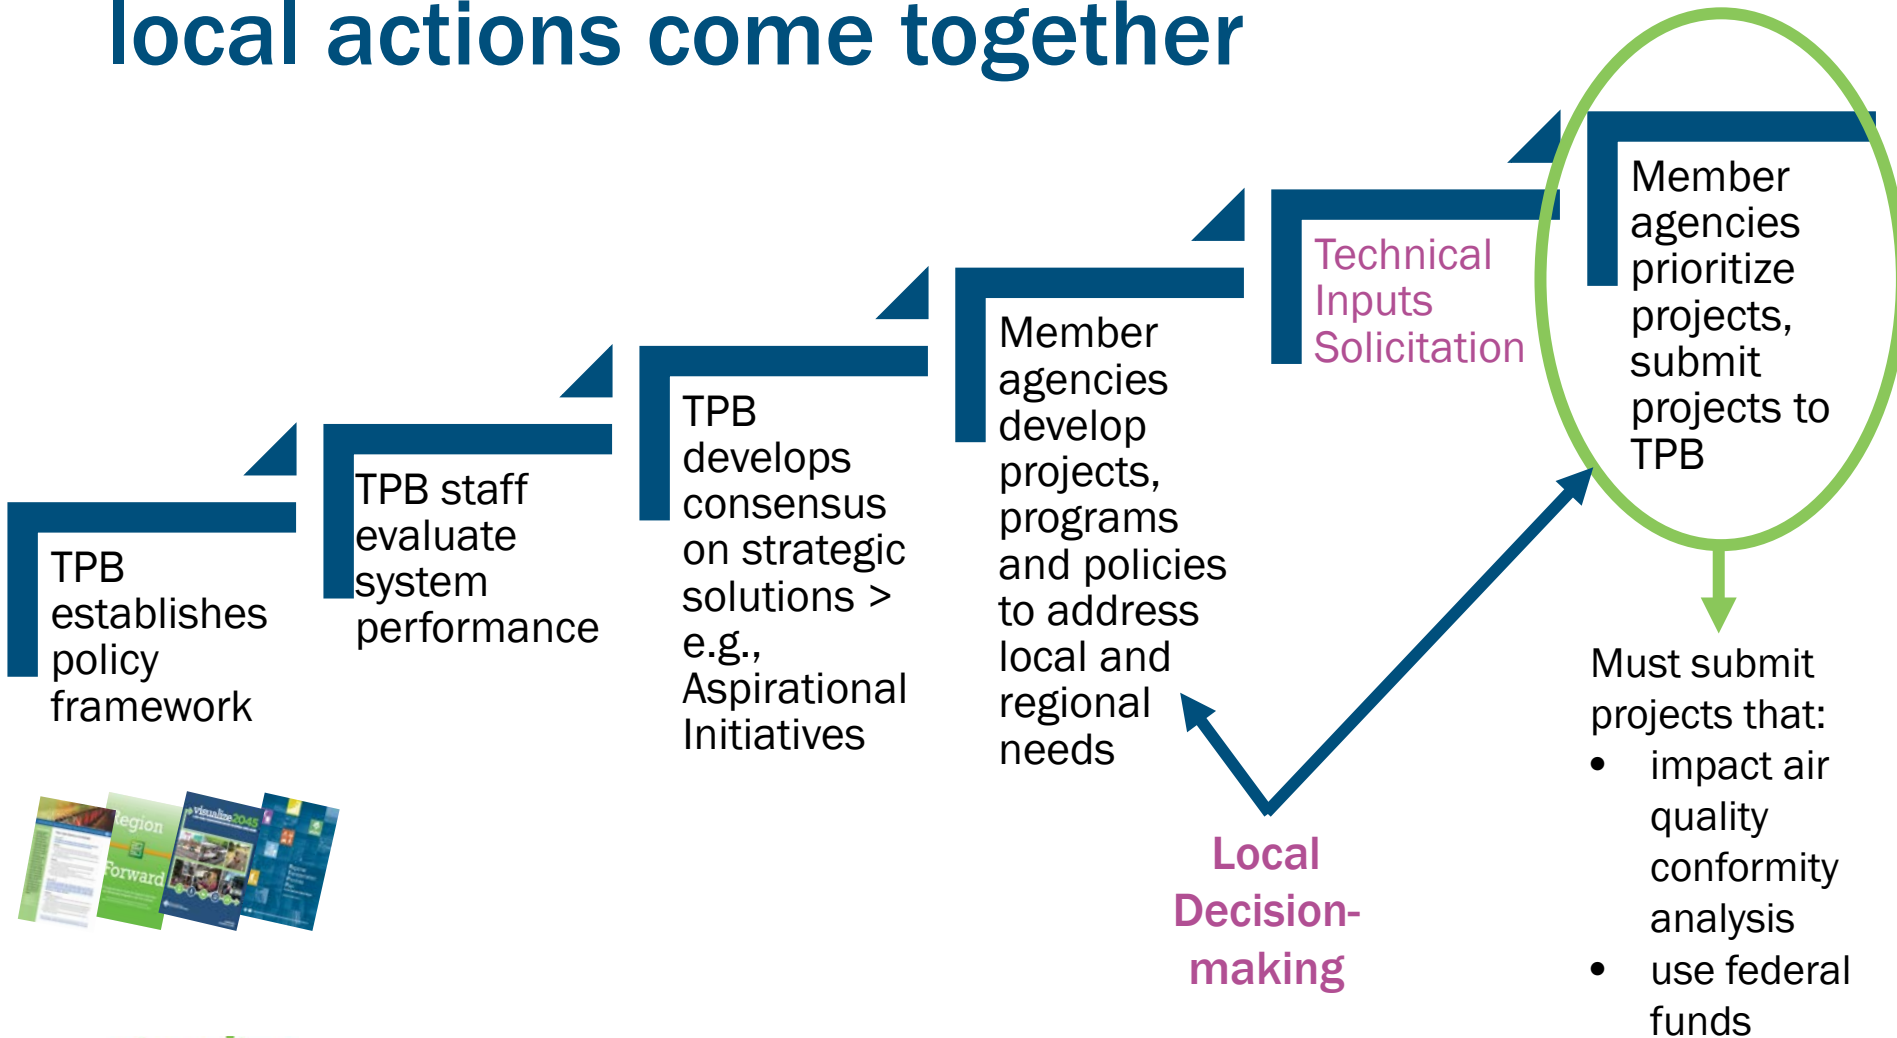 local actions come together
TPB
establishes
policy
framework
TPB staff
evaluate
system
performance
TPB
develops
consensus
on strategic
solutions >
e.g.,
Aspirational
Initiatives
Member
agencies
develop
projects,
programs
and policies
to address
local and
regional
needs
Technical
Inputs
Solicitation
Member
agencies
prioritize
projects,
submit
projects to
TPB
Local
Decision-
making
Must submit
projects that:
• impact air
quality
conformity
analysis
• use federal
funds
Region
Forward
visualize2045